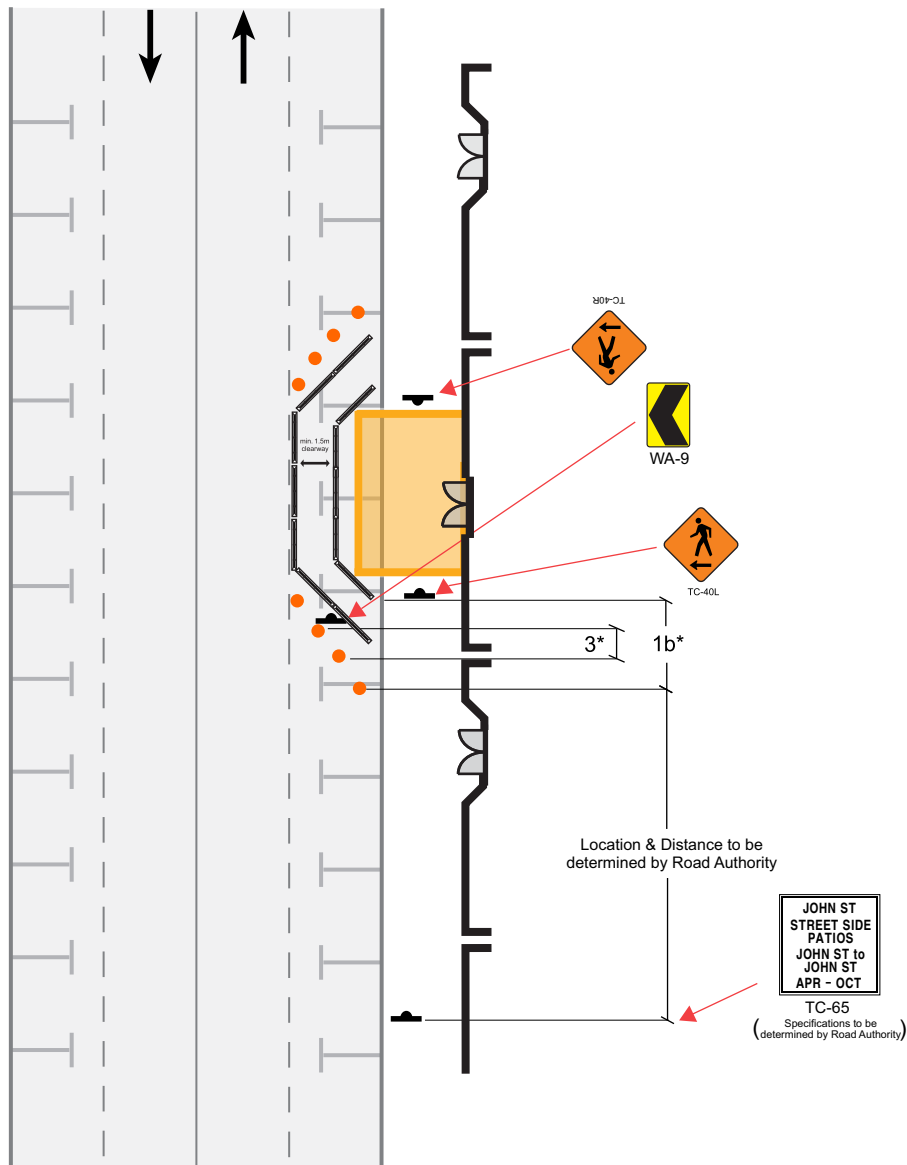 TC-40R
WA-9
min. 1.5m
clearway
TC-40L
3*
1b*
Location & Distance to be
determined by Road Authority
JOHN ST
STREET SIDE
PATIOS
JOHN ST to
JOHN ST
APR - OCT
TC-65
(Specifications to be
determined by Road Authority)